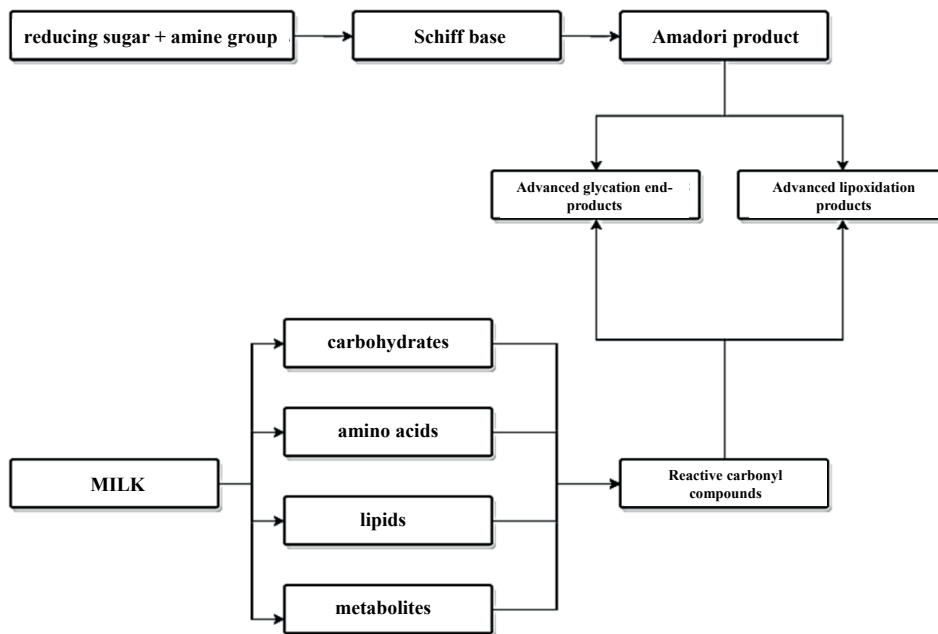 reducing sugar + amine group
Schiff base
Amadori product
Advanced glycation end-
products
Advanced lipoxidation
products
carbohydrates
amino acids
MILK
lipids
metabolites
Reactive carbonyl
compounds